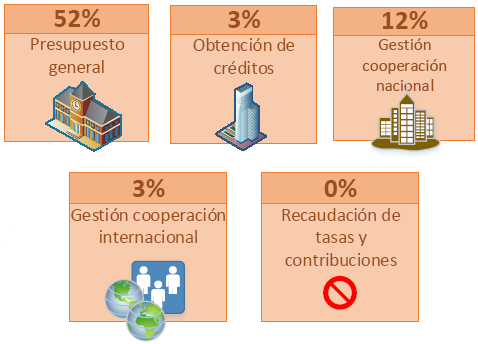 52%
Presupuesto
general
3%
Obtención de
créditos
12%
Gestión
cooperación
nacional
3%
Gestión cooperación
internacional
0%
Recaudación de
tasas y
contribuciones